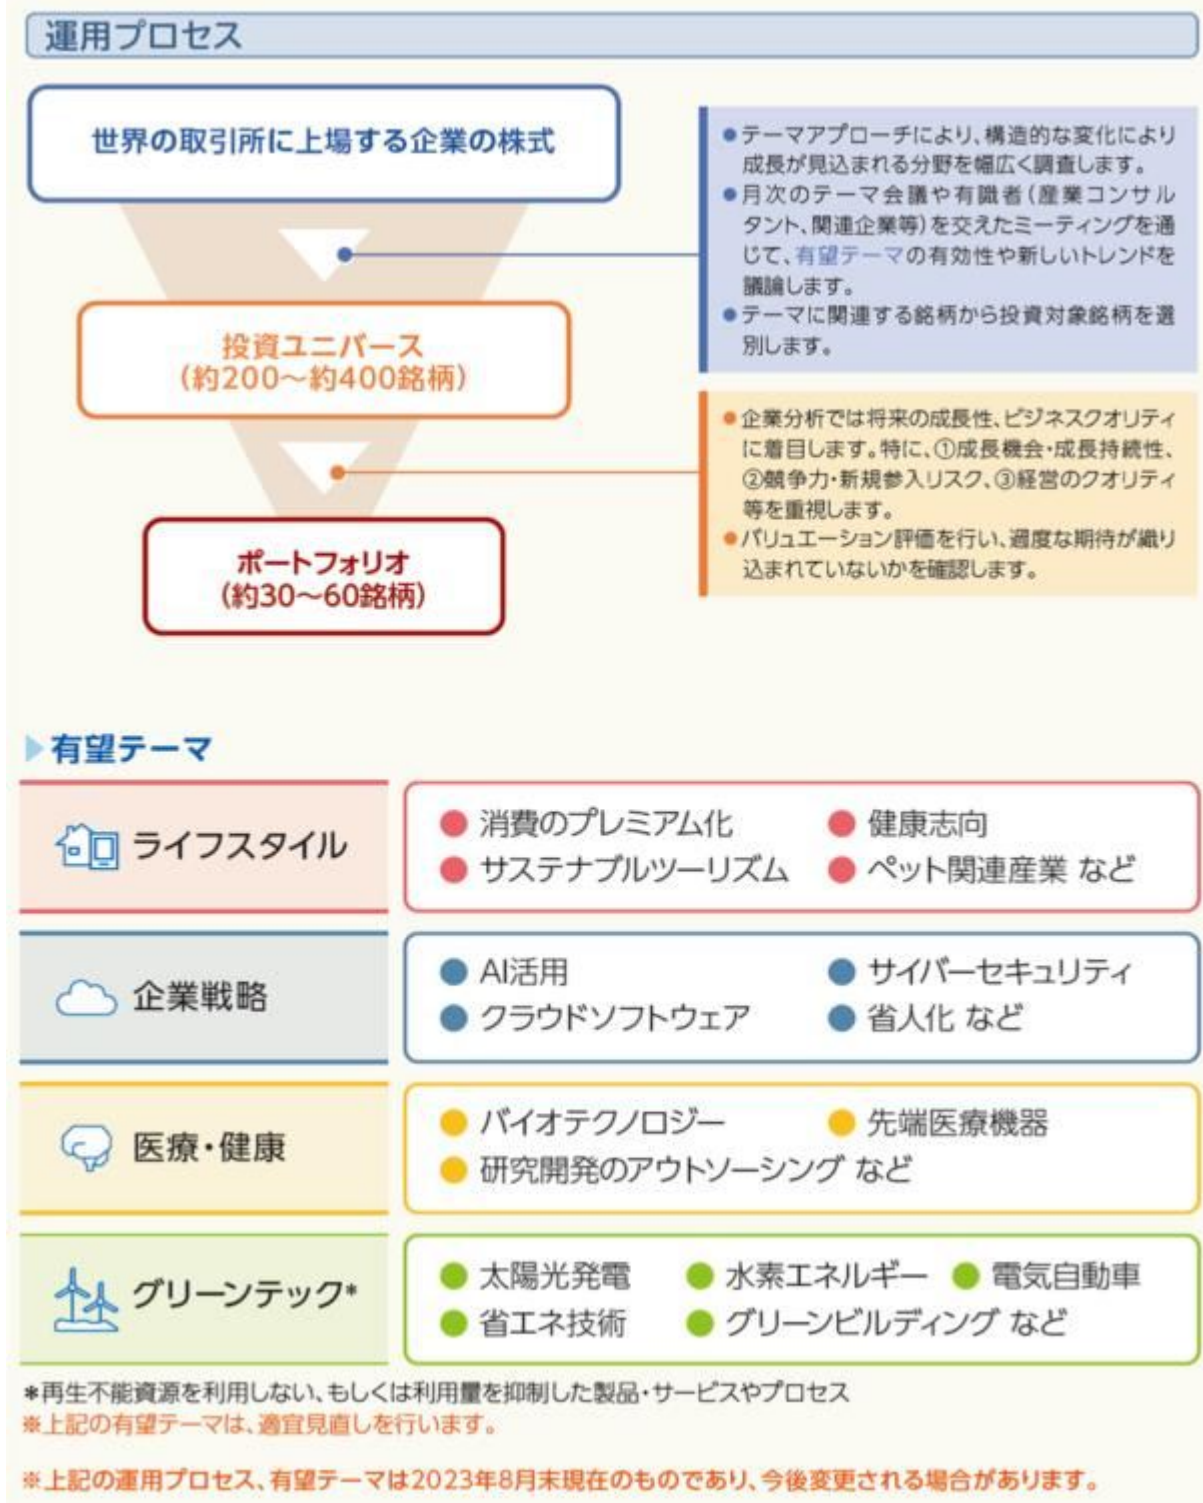 運用プロセス
世界の取引所に上場する企業の株式
●テーマアプローチにより、構造的な変化により
成長が見込まれる分野を幅広く調査します。
●月次のテーマ会議や有識者(産業コンサル
タント、関連企業等)を交えたミーティングを通
じて、有望テーマの有効性や新しいトレンドを
議論します。
●テーマに関連する銘柄から投資対象銘柄を選
別します。
投資ユニバース
(約200～約400銘柄)
●企業分析では将来の成長性、ビジネスクオリティ
に着目します。特に、①成長機会・成長持続性、
②競争力・新規参入リスク、③経営のクオリティ
等を重視します。
●バリュエーション評価を行い、過度な期待が織り
込まれていないかを確認します。
ポートフォリオ
(約30～60銘柄)
有望テーマ
ライフスタイル
●消費のプレミアム化 ●健康志向
●サステナブルツーリズム ●ペット関連産業 など
企業戦略
●AI活用 ●サイバーセキュリティ
●クラウドソフトウェア ●省人化 など
医療・健康
●バイオテクノロジー ●先端医療機器
●研究開発のアウトソーシング など
グリーンテック*
●太陽光発電 ●水素エネルギー ●電気自動車
●省エネ技術 ●グリーンビルディング など
*再生不能資源を利用しない、もしくは利用量を抑制した製品・サービスやプロセス
※上記の有望テーマは、適宜見直しを行います。
※上記の運用プロセス、有望テーマは2023年8月末現在のものであり、今後変更される場合があります。